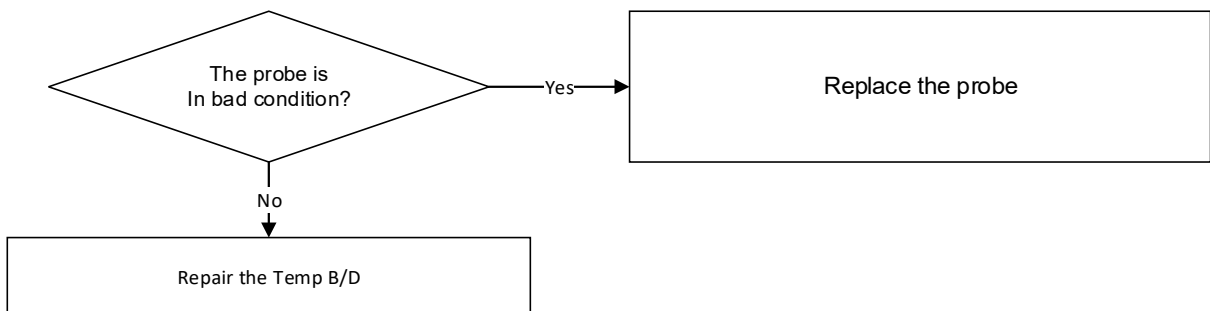 The probe is
In bad condition?
Yes
Replace the probe
No
Repair the Temp B/D